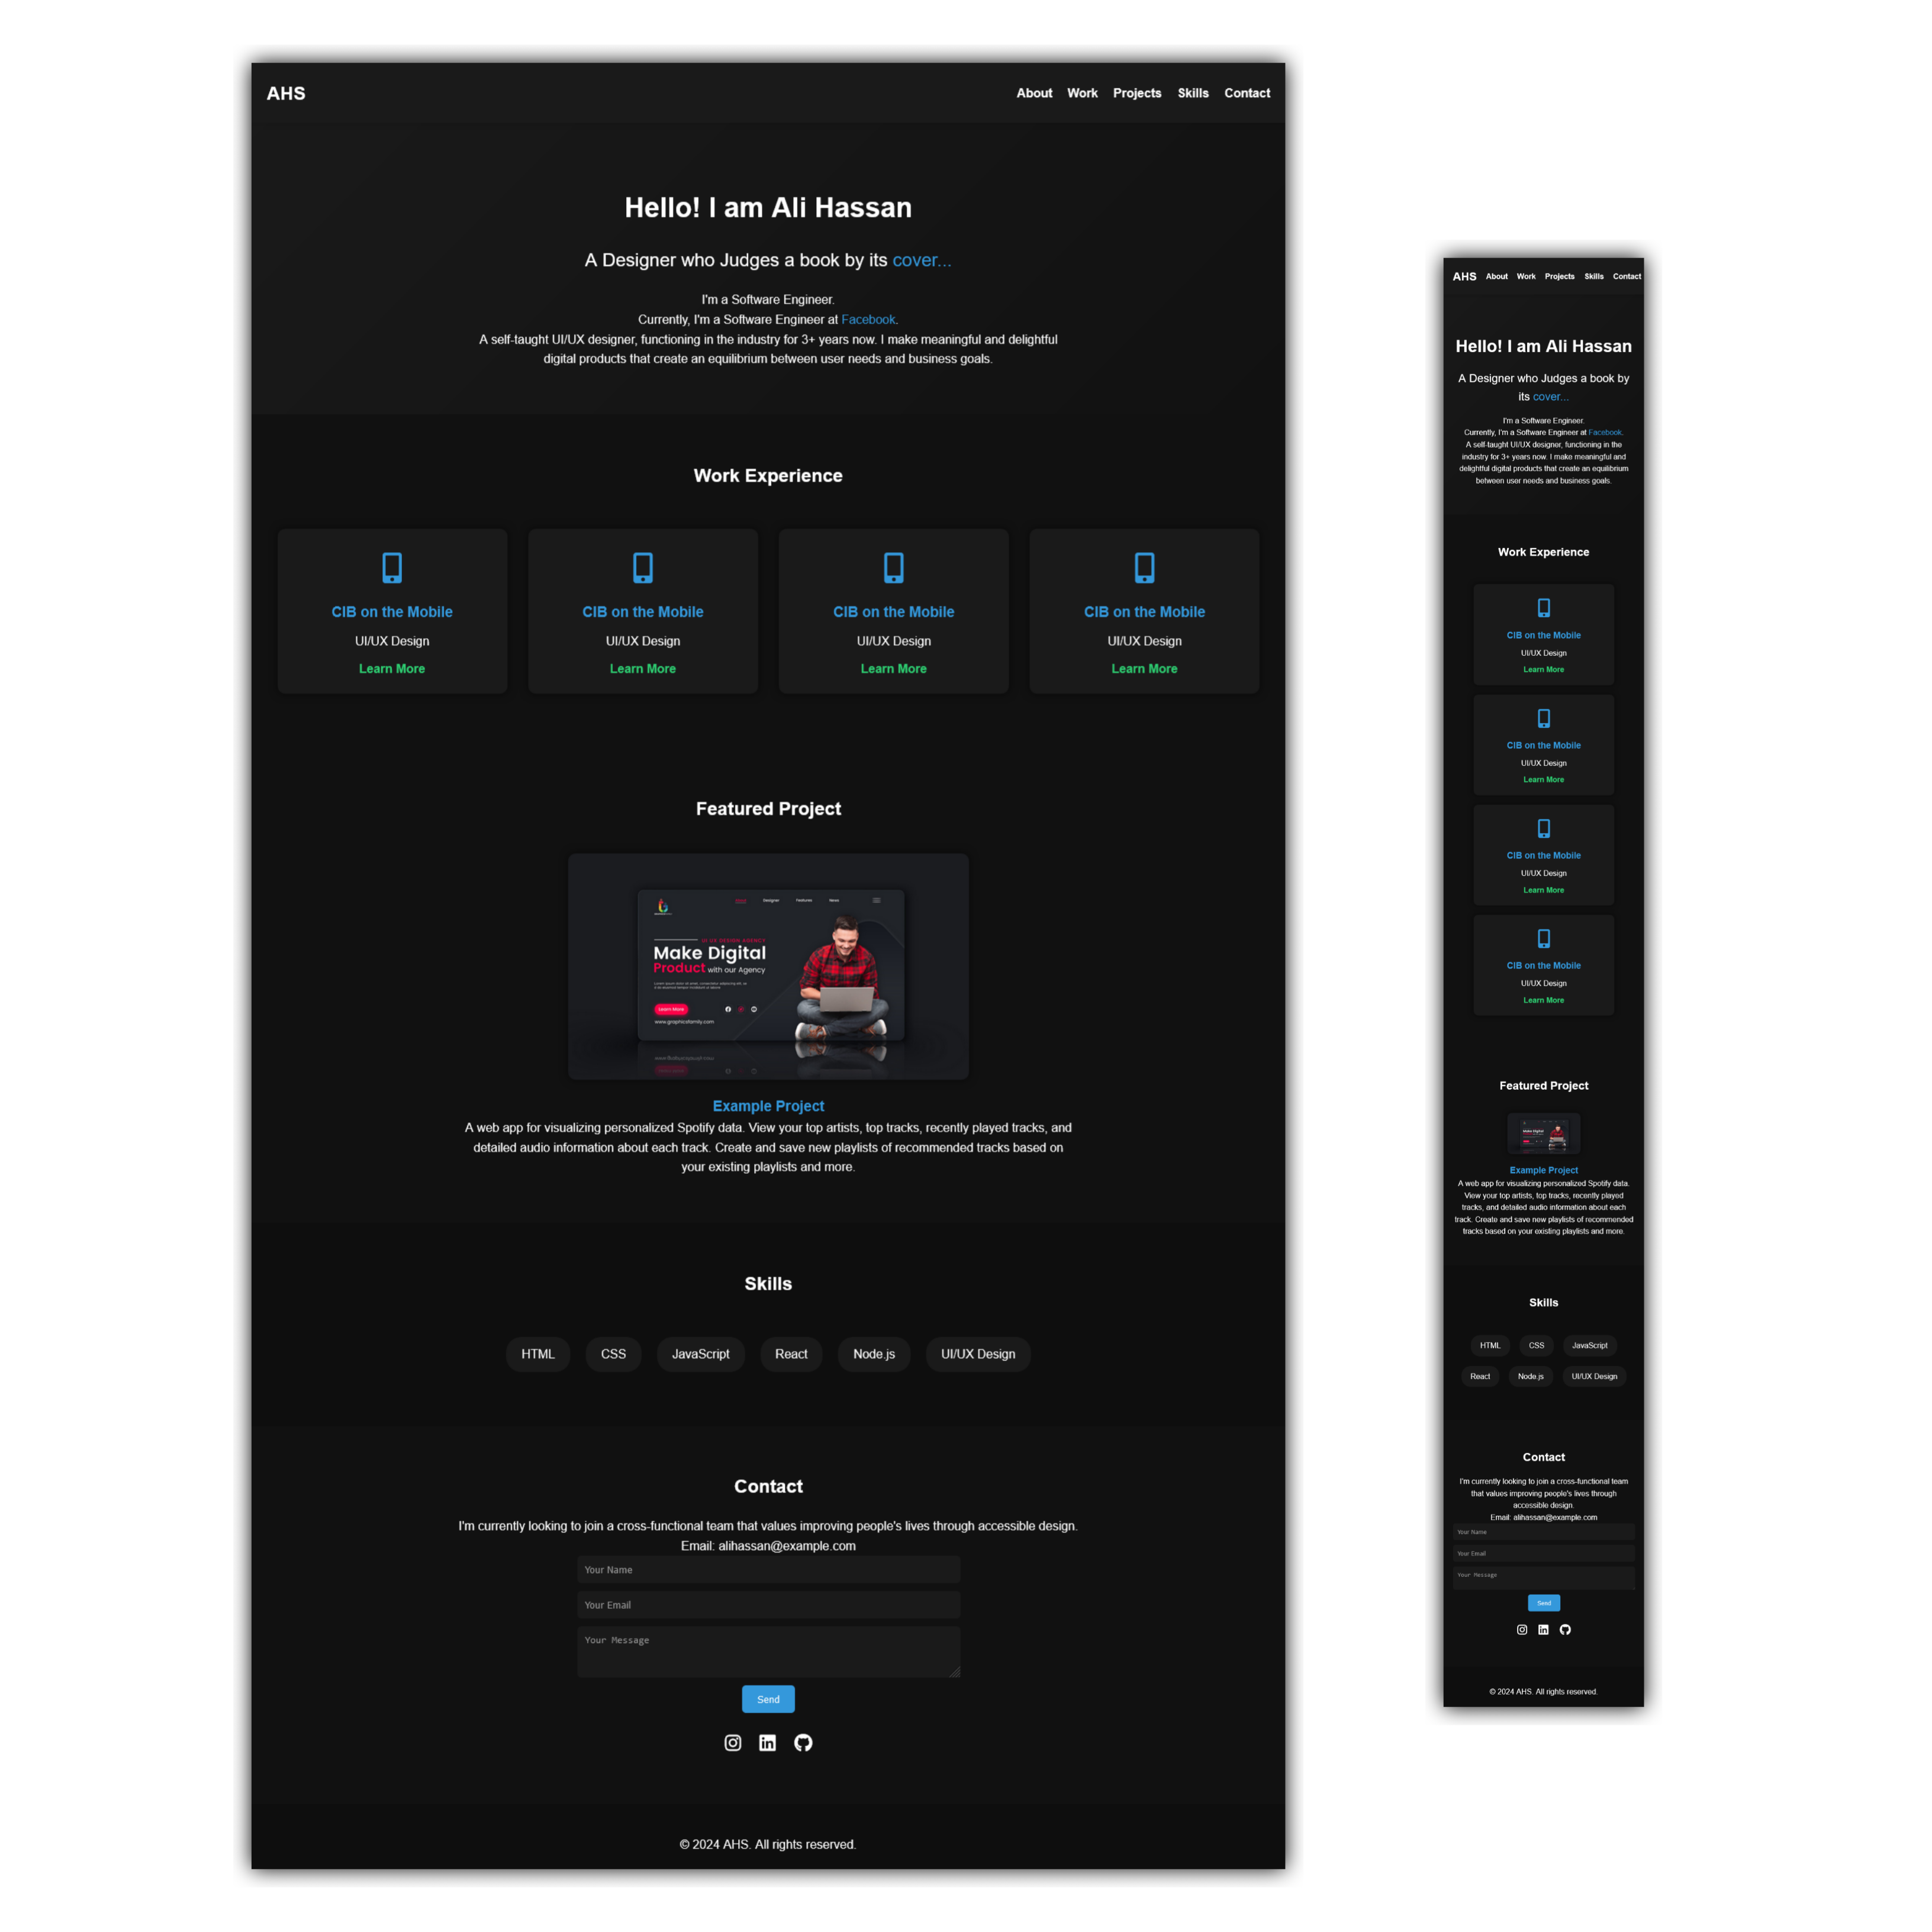 AHS
About Work Projects Skills Contact
Hello! I am Ali Hassan
A Designer who Judges a book by its cover...
I'm a Software Engineer.
Currently, I'm a Software Engineer at Facebook.
A self-taught UI/UX designer, functioning in the industry for 3+ years now. I make meaningful and delightful
digital products that create an equilibrium between user needs and business goals.
Work Experience
CIB on the Mobile
UI/UX Design
Learn More
CIB on the Mobile
UI/UX Design
Learn More
CIB on the Mobile
UI/UX Design
Learn More
CIB on the Mobile
UI/UX Design
Learn More
Featured Project
About Designer Features News
UI UX DESIGN AGENCY
Make Digital
Product with our Agency
Learn More
www.graphicsfamily.com
Example Project
A web app for visualizing personalized Spotify data. View your top artists, top tracks, recently played tracks, and
detailed audio information about each track. Create and save new playlists of recommended tracks based on
your existing playlists and more.
Skills
HTML CSS JavaScript React Node.js UI/UX Design
Contact
I'm currently looking to join a cross-functional team that values improving people's lives through accessible design.
Email: alihassan@example.com
Your Name
Your Email
Your Message
Send
© 2024 AHS. All rights reserved.
AHS About Work Projects Skills Contact
Hello! I am Ali Hassan
A Designer who Judges a book by
its cover...
I'm a Software Engineer.
Currently, I'm a Software Engineer at Facebook.
A self-taught UI/UX designer, functioning in the
industry for 3+ years now. I make meaningful and
delightful digital products that create an equilibrium
between user needs and business goals.
Work Experience
CIB on the Mobile
UI/UX Design
Learn More
CIB on the Mobile
UI/UX Design
Learn More
CIB on the Mobile
UI/UX Design
Learn More
CIB on the Mobile
UI/UX Design
Learn More
Featured Project
Make Digital
Example Project
A web app for visualizing personalized Spotify data.
View your top artists, top tracks, recently played
tracks, and detailed audio information about each
track. Create and save new playlists of recommended
tracks based on your existing playlists and more.
Skills
HTML CSS JavaScript
React Node.js UI/UX Design
Contact
I'm currently looking to join a cross-functional team
that values improving people's lives through
accessible design.
Email: alihassan@example.com
Your Name
Your Email
Your Message
Send
© 2024 AHS. All rights reserved.